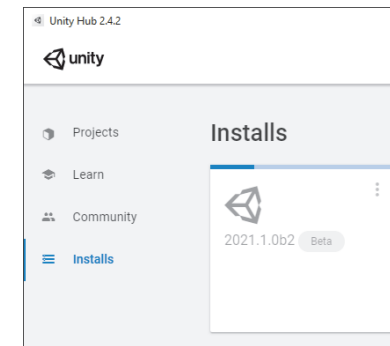 Unity Hub 2.4.2
unity
Projects
Installs
Learn
Community
2021.1.0b2 Beta
Installs